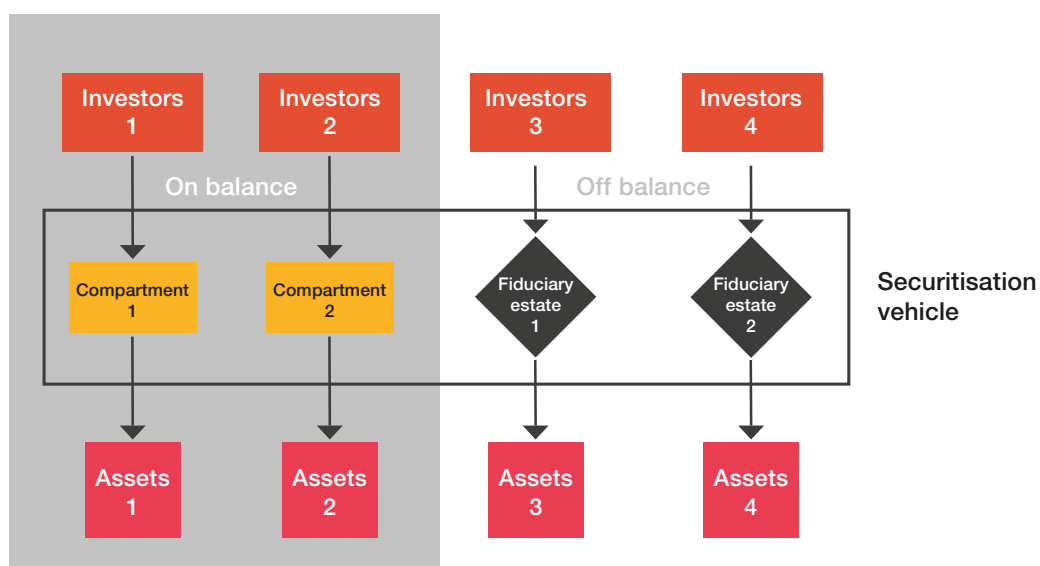 Investors
1
Investors
2
Investors
3
Investors
4
On balance
Off balance
Compartment
1
Compartment
2
Fiduciary
estate
1
Fiduciary
estate
2
Securitisation
vehicle
Assets
1
Assets
2
Assets
3
Assets
4